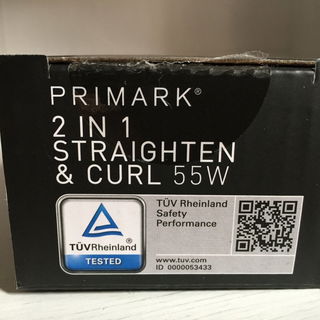 PRIMARK®
2 IN 1
STRAIGHTEN
& CURL 55W
TÜVRheinland
TESTED
TÜV Rheinland
Safety
Performance
www.tuv.com
ID 0000053433